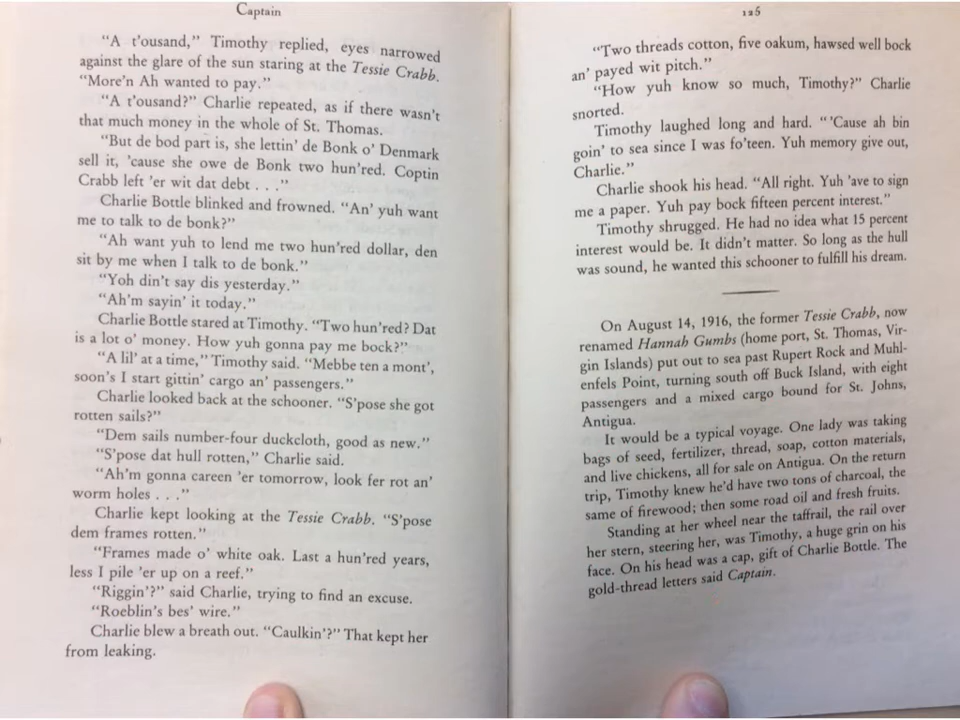 Captain
“A t’ousand,” Timothy replied, eyes narrowed
against the glare of the sun staring at the Tessie Crabb.
“More’n Ah wanted to pay.”
“A t’ousand?” Charlie repeated, as if there wasn’t
that much money in the whole of St. Thomas.
“But de bod part is, she lettin’ de Bonk o’ Denmark
sell it, ’cause she owe de Bonk two hun’red. Coptin
Crabb left ’er wit dat debt . . .”
Charlie Bottle blinked and frowned. “An’ yuh want
me to talk to de bonk?”
“Ah want yuh to lend me two hun’red dollar, den
sit by me when I talk to de bonk.”
“Yoh din’t say dis yesterday.”
“Ah’m sayin’ it today.”
Charlie Bottle stared at Timothy. “Two hun’red? Dat
is a lot o’ money. How yuh gonna pay me bock?”
“A lil’ at a time,” Timothy said. “Mebbe ten a mont’,
soon’s I start gittin’ cargo an’ passengers.”
Charlie looked back at the schooner. “S’pose she got
rotten sails?”
“Dem sails number-four duckcloth, good as new.”
“S’pose dat hull rotten,” Charlie said.
“Ah’m gonna careen ’er tomorrow, look fer rot an’
worm holes . . .”
Charlie kept looking at the Tessie Crabb. “S’pose
dem frames rotten.”
“Frames made o’ white oak. Last a hun’red years,
less I pile ’er up on a reef.”
“Riggin’?” said Charlie, trying to find an excuse.
“Roeblin’s bes’ wire.”
Charlie blew a breath out. “Caulkin’?” That kept her
from leaking.
125
“Two threads cotton, five oakum, hawsed well bock
an’ payed wit pitch.”
“How yuh know so much, Timothy?” Charlie
snorted.
Timothy laughed long and hard. “ ’Cause ah bin
goin’ to sea since I was fo’teen. Yuh memory give out,
Charlie.”
Charlie shook his head. “All right. Yuh ’ave to sign
me a paper. Yuh pay bock fifteen percent interest.”
Timothy shrugged. He had no idea what 15 percent
interest would be. It didn’t matter. So long as the hull
was sound, he wanted this schooner to fulfill his dream.
On August 14, 1916, the former Tessie Crabb, now
renamed Hannah Gumbs (home port, St. Thomas, Vir-
gin Islands) put out to sea past Rupert Rock and Muhl-
enfels Point, turning south off Buck Island, with eight
passengers and a mixed cargo bound for St. Johns,
Antigua.
It would be a typical voyage. One lady was taking
bags of seed, fertilizer, thread, soap, cotton materials,
and live chickens, all for sale on Antigua. On the return
trip, Timothy knew he’d have two tons of charcoal, the
same of firewood; then some road oil and fresh fruits.
Standing at her wheel near the taffrail, the rail over
her stern, steering her, was Timothy, a huge grin on his
face. On his head was a cap, gift of Charlie Bottle. The
gold-thread letters said Captain.